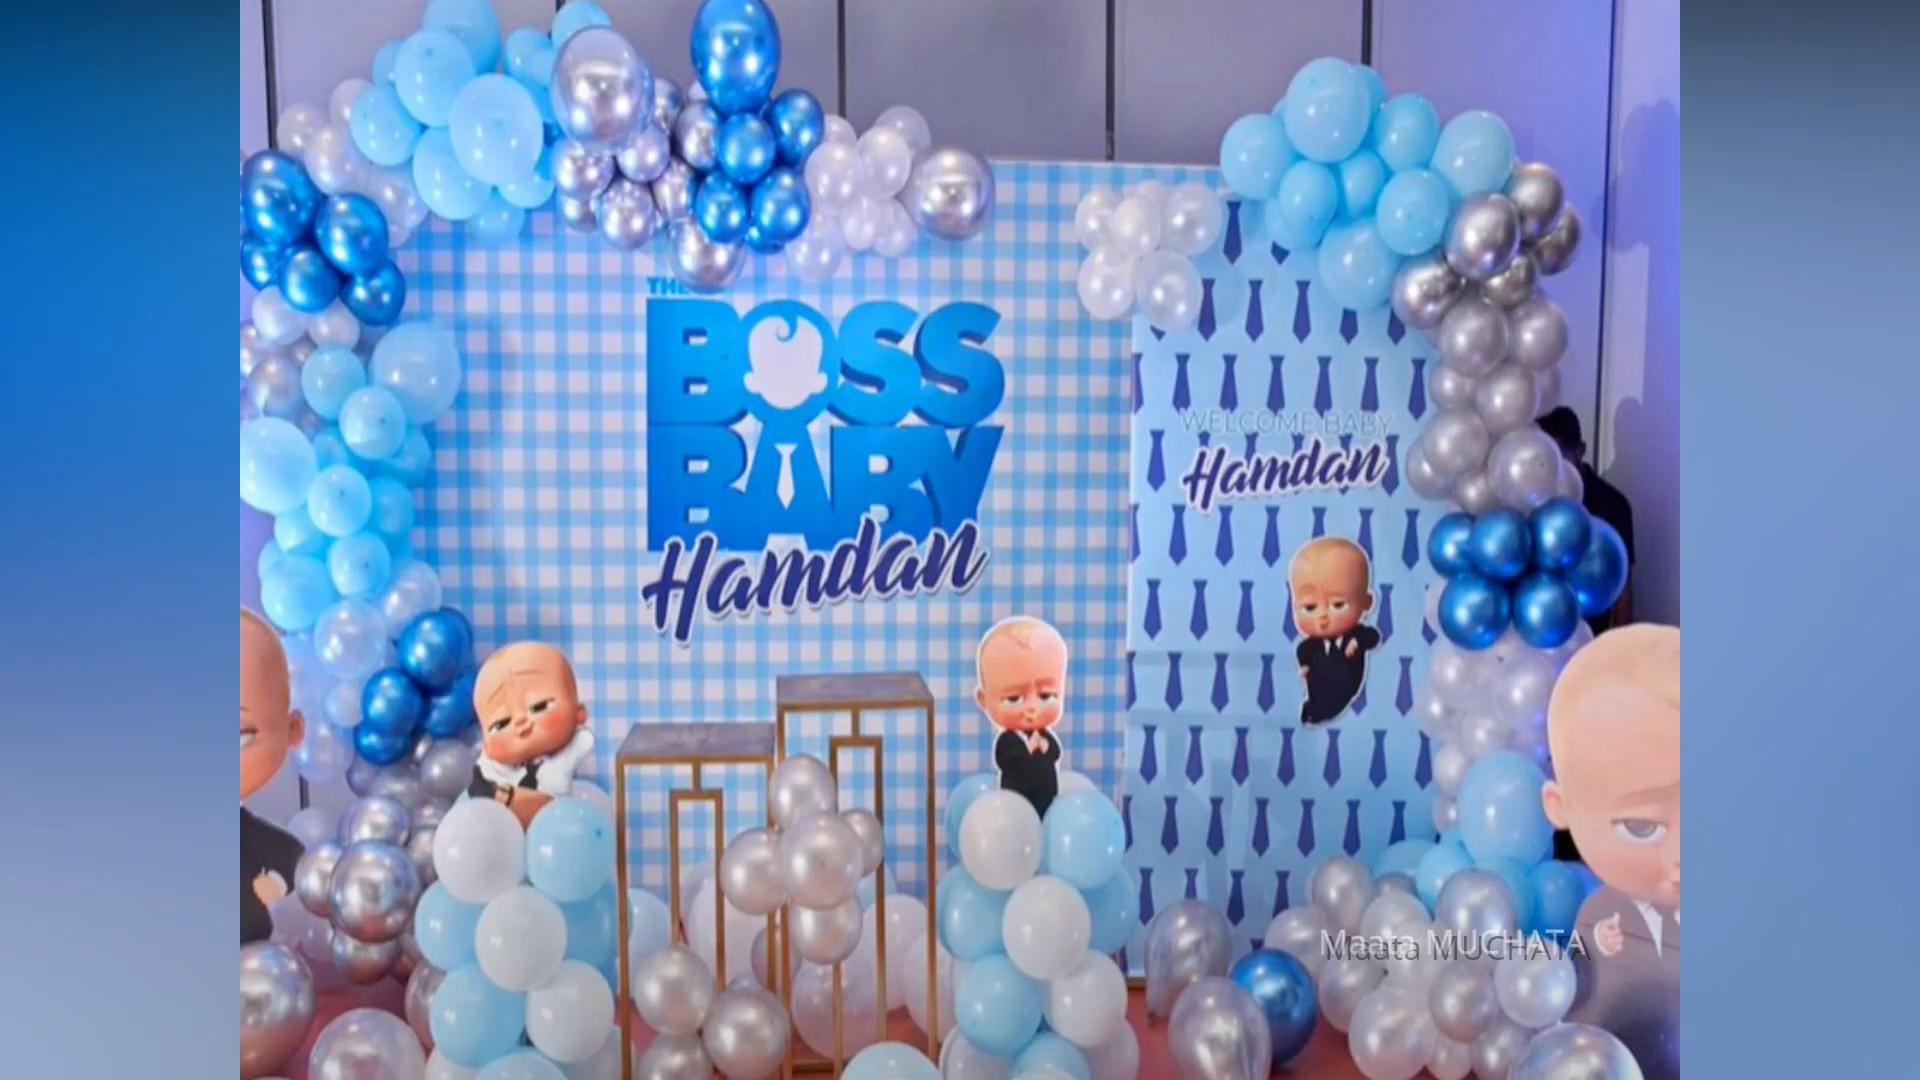 THE
BOSS
BABY
Hamdan
WELCOME BABY
Hamdan
Maata MUCHATA